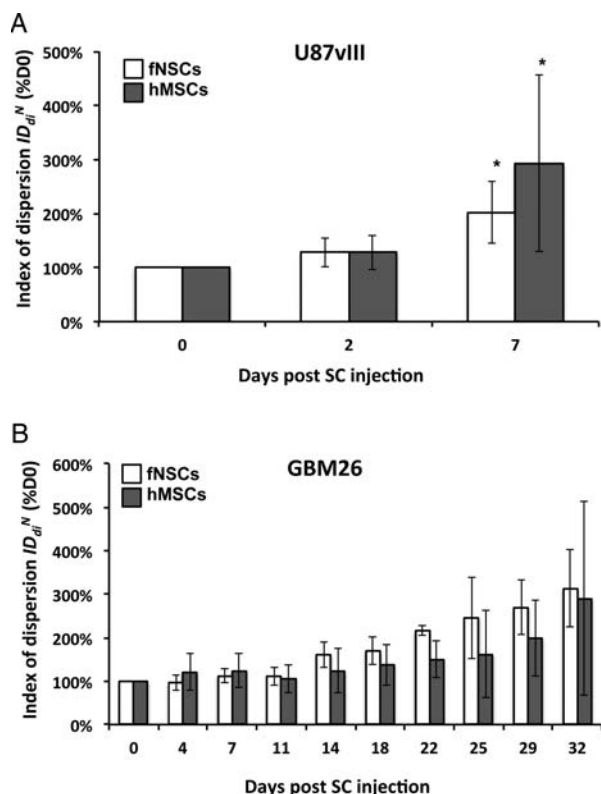 A
U87vIII
500%
400%
300%
200%
100%
0%
Index of dispersion ID_di^N (%D0)
fNSCs
hMSCs
*
*
0 2 7
Days post SC injection
B
GBM26
600%
500%
400%
300%
200%
100%
0%
Index of dispersion ID_di^N (%D0)
fNSCs
hMSCs
0 4 7 11 14 18 22 25 29 32
Days post SC injection